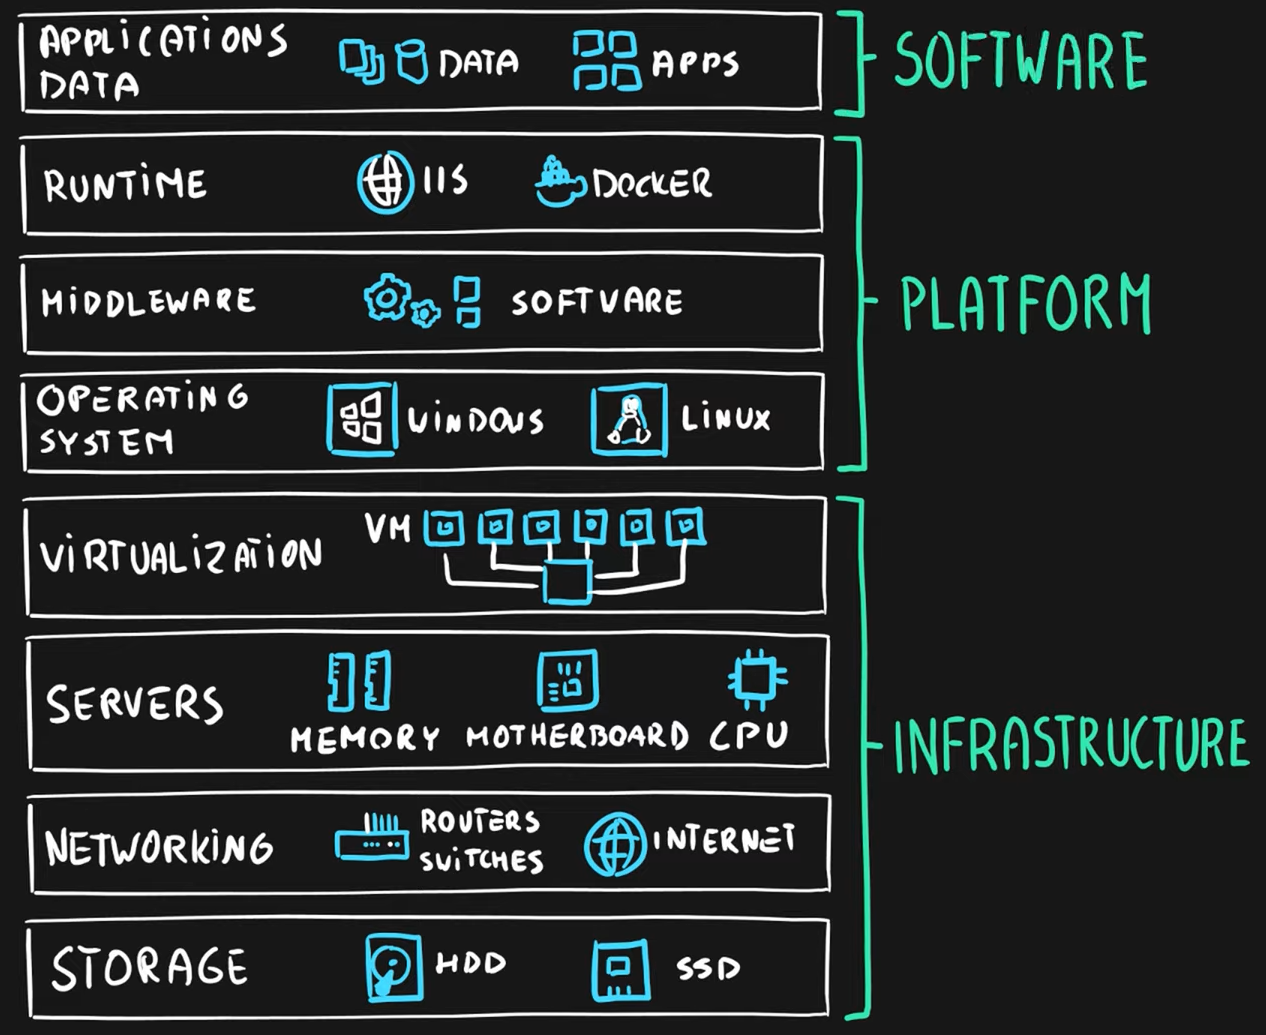 APPLiCATIONS
DATA
DATA
APPS
SOFTWARE
RUNTiME
IIS
DOCKER
MiDDLEWARE
SOFTWARE
PLATFORM
OPERATiNG
SYSTEM
WiNDOWS
LiNUX
ViRTUALiZATION
VM
SERVERS
MEMORY
MOTHERBOARD
CPU
INFRASTRUCTURE
NETWORKiNG
ROUTERS
SWiTCHES
INTERNET
STORAGE
HDD
SSD